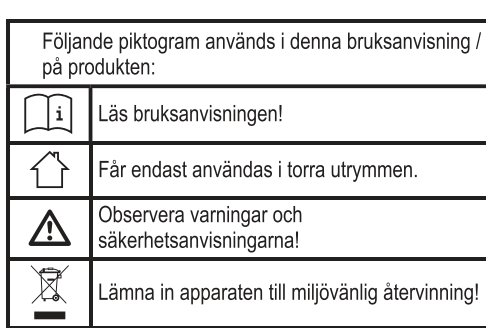 Följande piktogram används i denna bruksanvisning /
på produkten:
i
Läs bruksanvisningen!
Får endast användas i torra utrymmen.
Observera varningar och
säkerhetsanvisningarna!
Lämna in apparaten till miljövänlig återvinning!